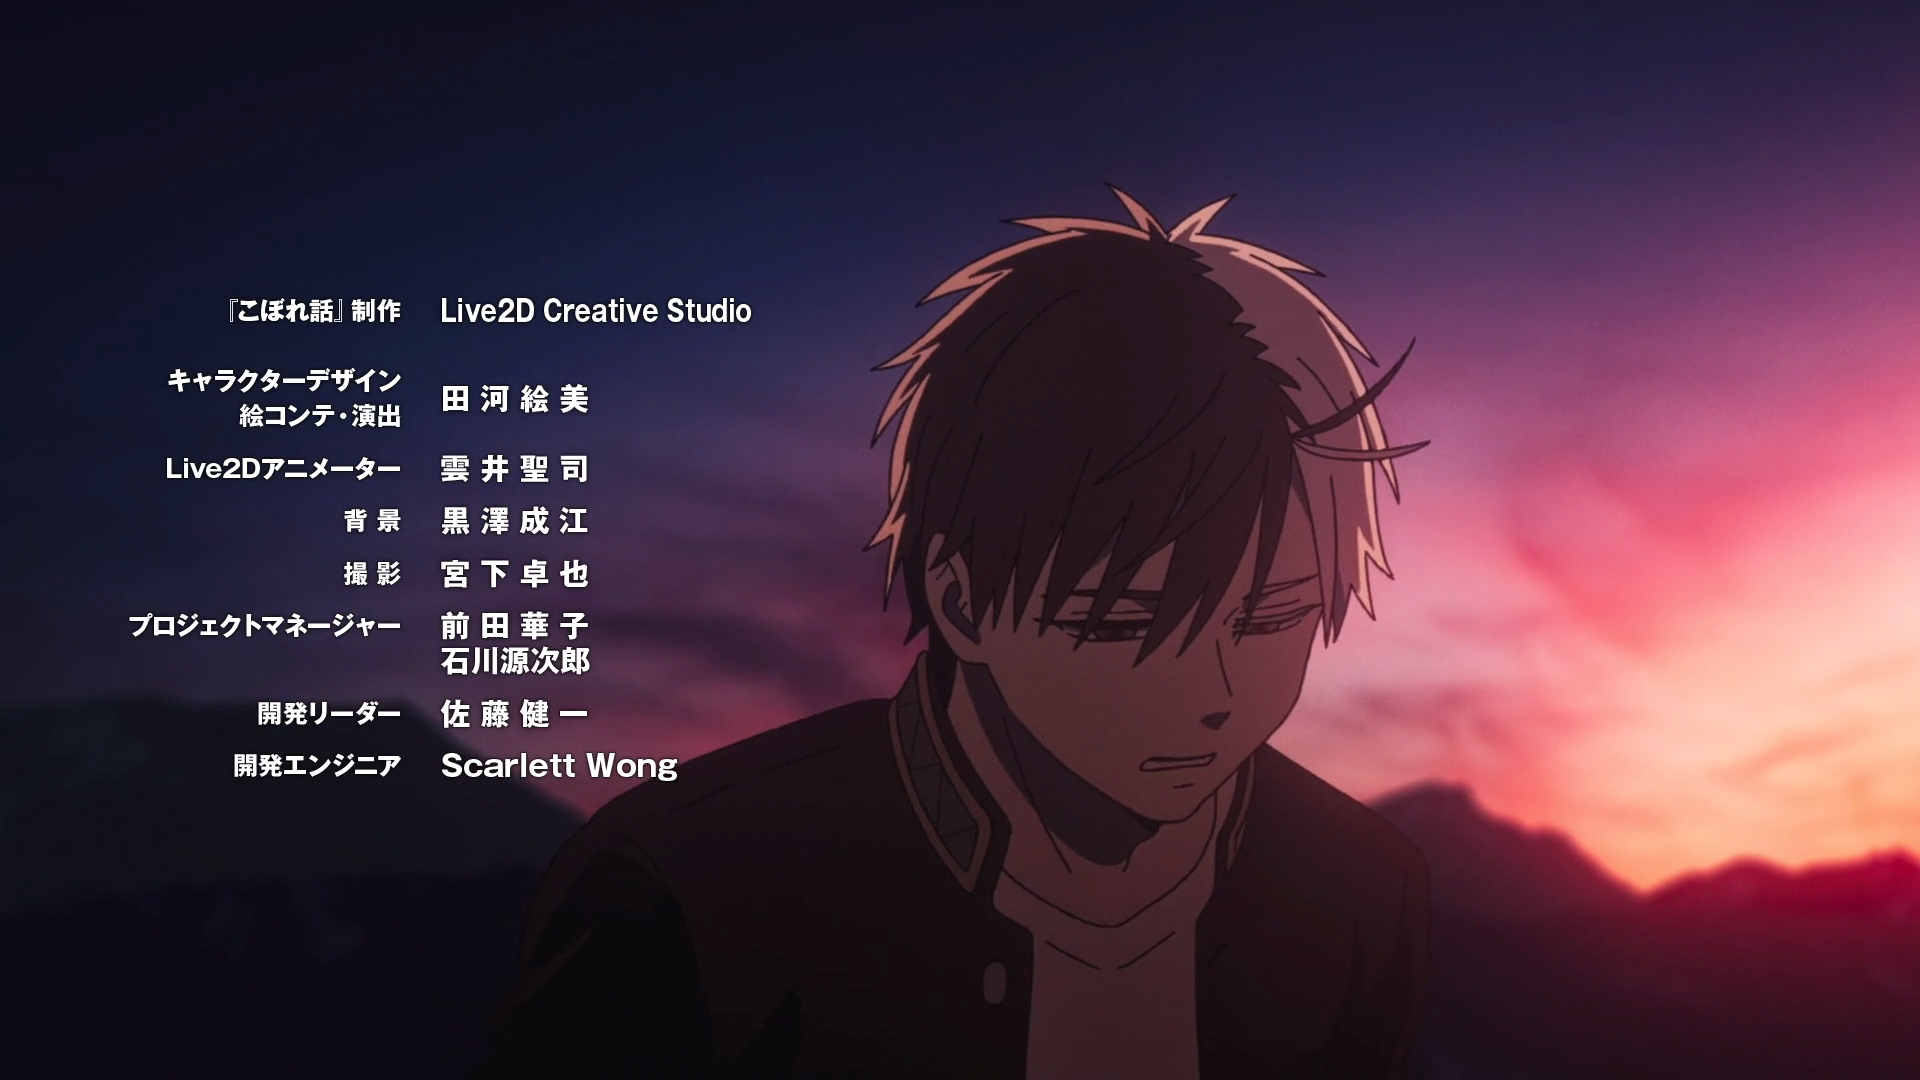 『こぼれ話』制作 Live2D Creative Studio
キャラクターデザイン
絵コンテ・演出 田河絵美
Live2Dアニメーター 雲井聖司
背景 黒澤成江
撮影 宮下卓也
プロジェクトマネージャー 前田華子
石川源次郎
開発リーダー 佐藤健一
開発エンジニア Scarlett Wong